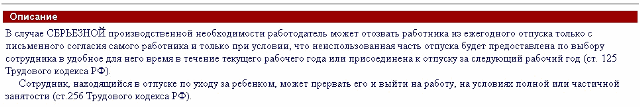 Описание
В случае СЕРЬЕЗНОЙ производственной необходимости работодатель может отозвать работника из ежегодного отпуска только с
письменного согласия самого работника и только при условии, что неиспользованная часть отпуска будет предоставлена по выбору
сотрудника в удобное для него время в течение текущего рабочего года или присоединена к отпуску за следующий рабочий год (ст. 125
Трудового кодекса РФ).
Сотрудник, находящийся в отпуске по уходу за ребенком, может прервать его и выйти на работу, на условиях полной или частичной
занятости (ст.256 Трудового кодекса РФ).